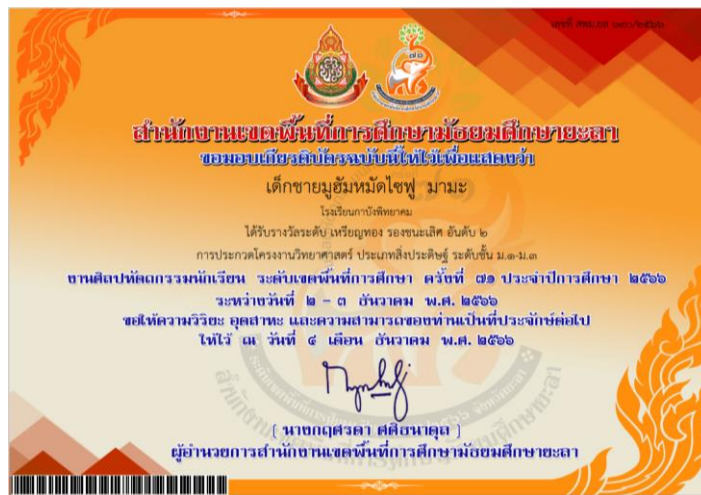 เลขที่ สพม.ยล
สำนักงานเขตพื้นที่การศึกษามัธยมศึกษายะลา
ขอมอบเกียรติบัตรฉบับนี้ให้ไว้เพื่อแสดงว่า
เด็กชายมูฮัมหมัดไซฟู มามะ
โรงเรียนกาบังพิทยาคม
ได้รับรางวัลระดับ เหรียญทอง รองชนะเลิศ อันดับ ๒
การประกวดโครงงานวิทยาศาสตร์ ประเภทสิ่งประดิษฐ์ ระดับชั้น ม.๑-ม.๓
งานศิลปหัตถกรรมนักเรียน ระดับเขตพื้นที่การศึกษา ครั้งที่ ๗๑ ประจำปีการศึกษา ๒๕๖๖
ระหว่างวันที่ ๒ - ๓ ธันวาคม พ.ศ. ๒๕๖๖
ขอให้ความวิริยะ อุตสาหะ และความสามารถของท่านเป็นที่ประจักษ์ต่อไป
ให้ไว้ ณ วันที่ ๔ เดือน ธันวาคม พ.ศ. ๒๕๖๖
( นางกฤศรดา ศศิธนาดุล )
ผู้อำนวยการสำนักงานเขตพื้นที่การศึกษามัธยมศึกษายะลา